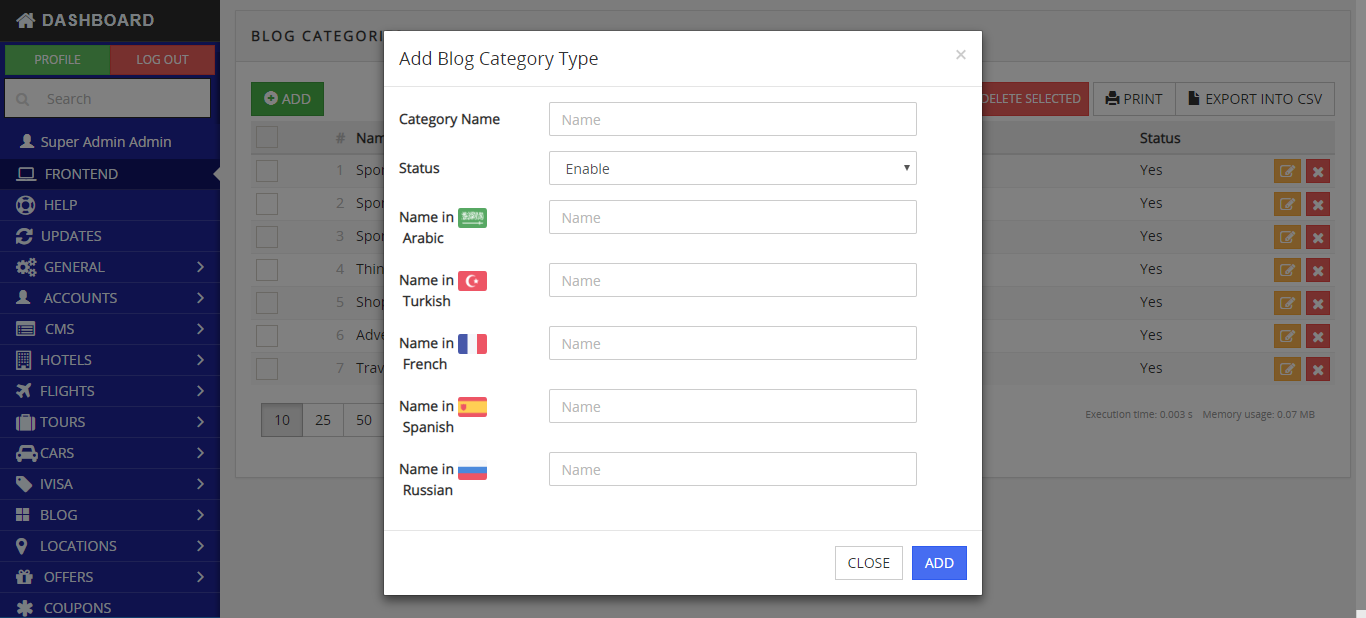 DASHBOARD
PROFILE
LOG OUT
Search
Super Admin Admin
FRONTEND
HELP
UPDATES
GENERAL
ACCOUNTS
CMS
HOTELS
FLIGHTS
TOURS
CARS
IVISA
BLOG
LOCATIONS
OFFERS
COUPONS
BLOG CATEGORI
ADD
DELETE SELECTED
PRINT
EXPORT INTO CSV
# Nam
Status
1 Spor
Yes
2 Spor
Yes
3 Spor
Yes
4 Thin
Yes
5 Shop
Yes
6 Adve
Yes
7 Trav
Yes
10 25 50
Execution time: 0.003 s Memory usage: 0.07 MB
Add Blog Category Type
×
Category Name
Name
Status
Enable
Name in
Arabic
Name
Name in
Turkish
Name
Name in
French
Name
Name in
Spanish
Name
Name in
Russian
Name
CLOSE
ADD